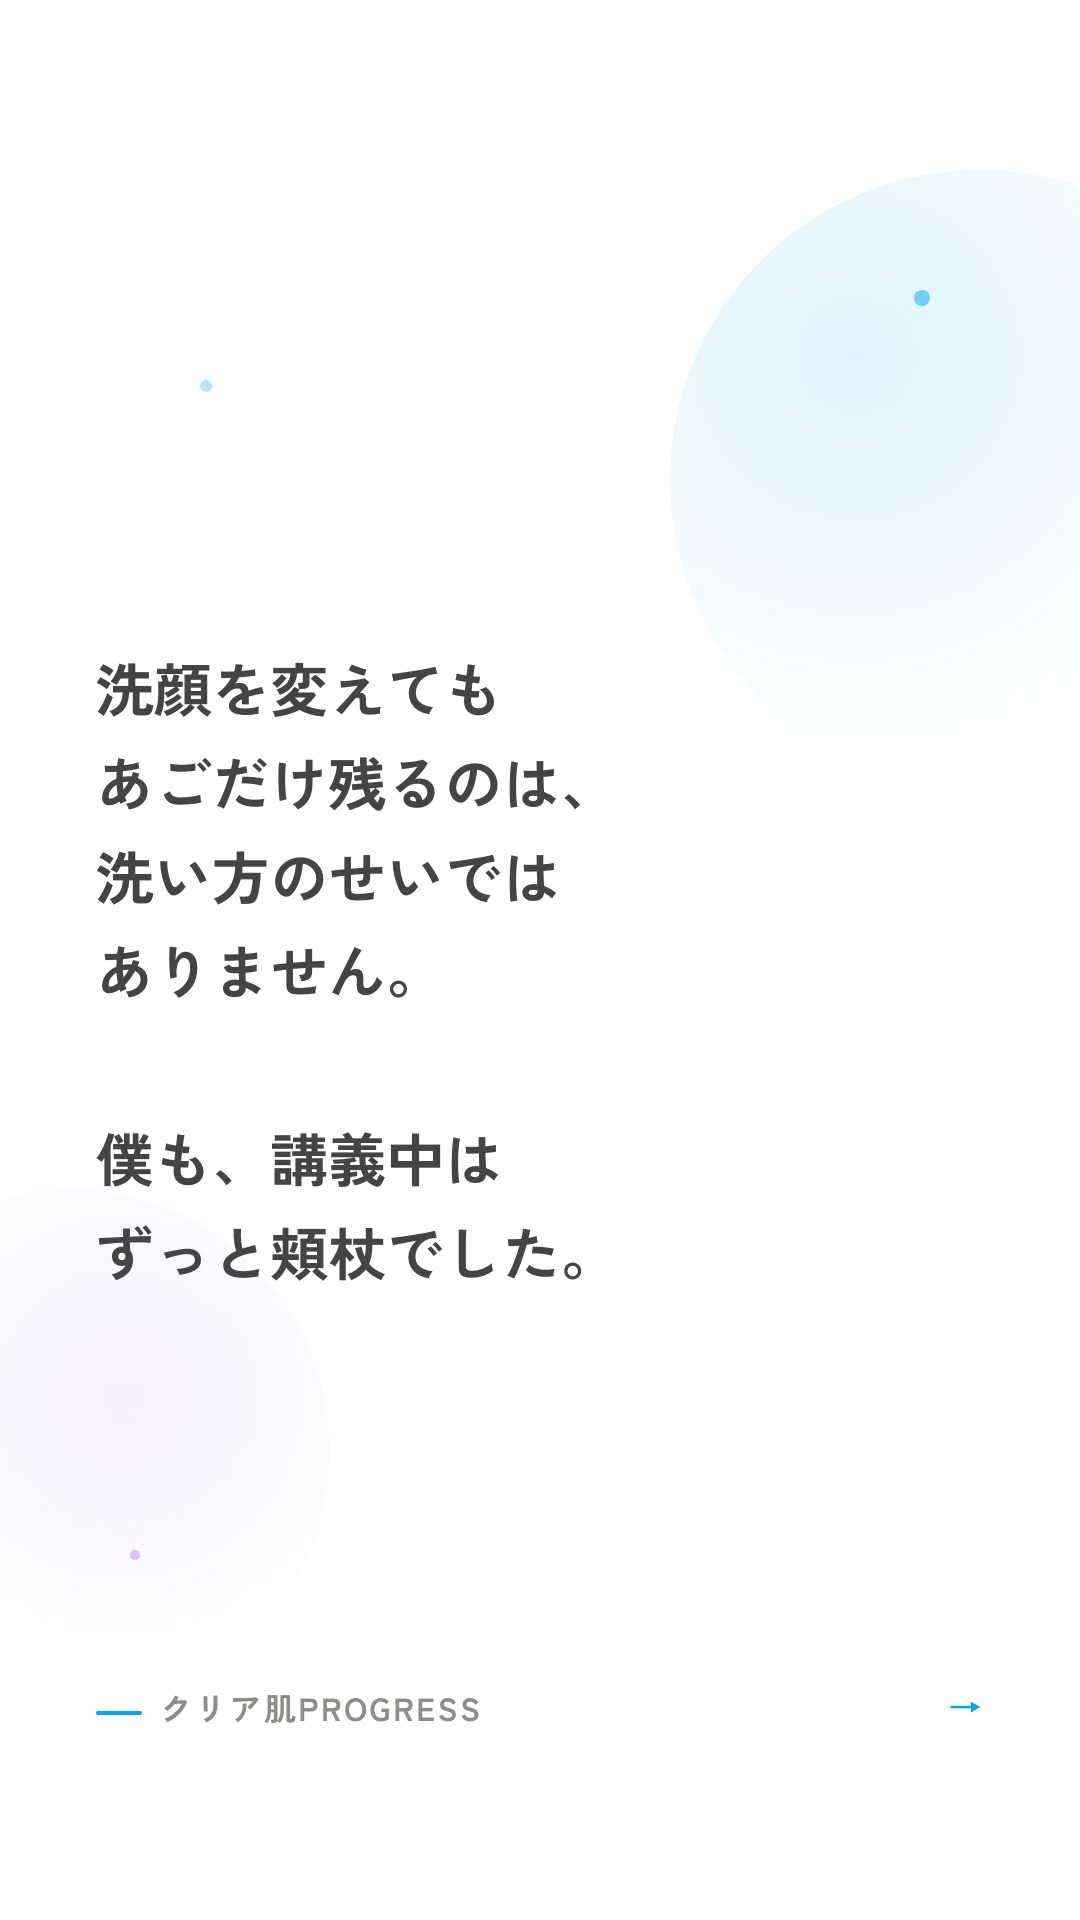 洗顔を変えても
あごだけ残るのは、
洗い方のせいでは
ありません。
僕も、講義中は
ずっと頬杖でした。
クリア肌PROGRESS
→